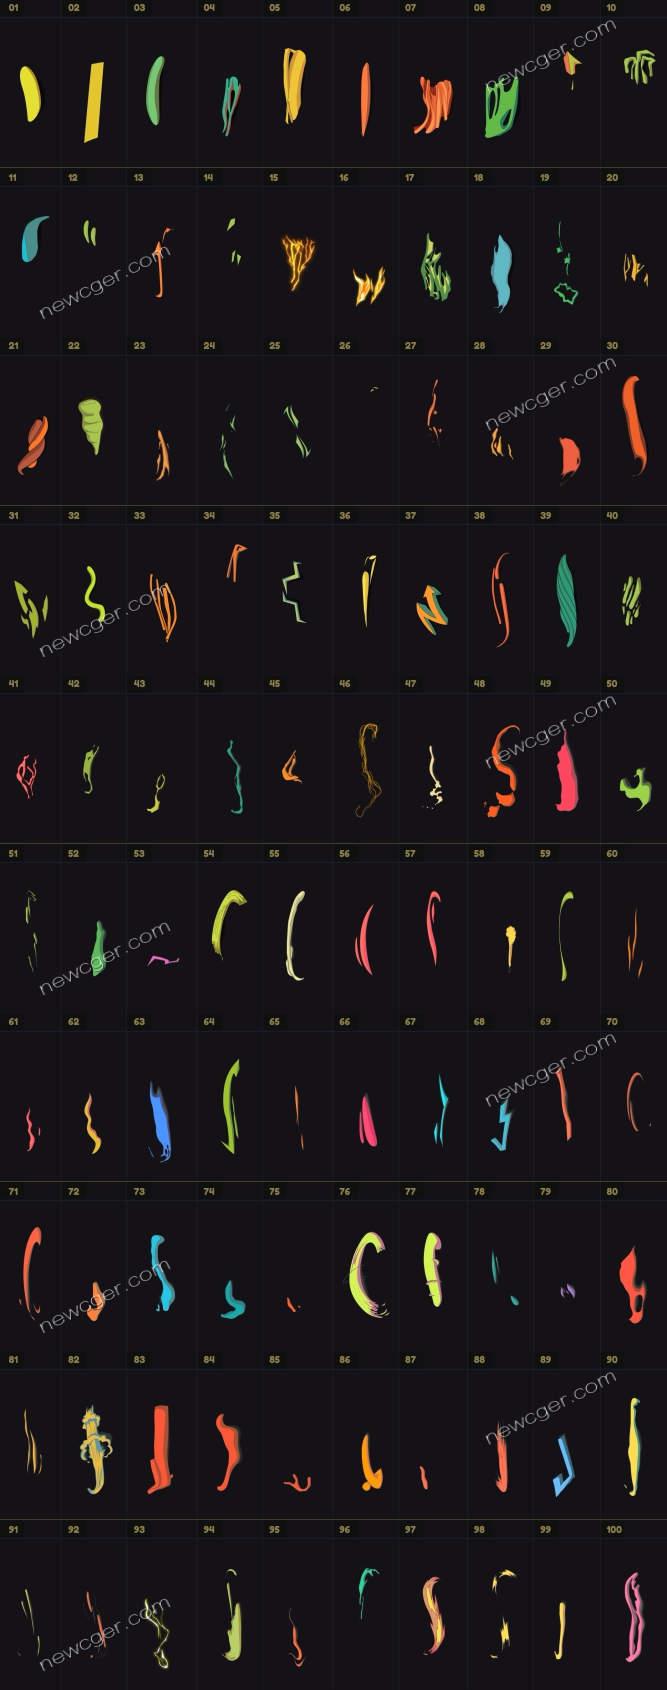 01 02 03 04 05 06 07 08 09 10
newcger.com
11 12 13 14 15 16 17 18 19 20
newcger.com
21 22 23 24 25 26 27 28 29 30
newcger.com
31 32 33 34 35 36 37 38 39 40
newcger.com
41 42 43 44 45 46 47 48 49 50
newcger.com
51 52 53 54 55 56 57 58 59 60
newcger.com
61 62 63 64 65 66 67 68 69 70
newcger.com
71 72 73 74 75 76 77 78 79 80
newcger.com
81 82 83 84 85 86 87 88 89 90
newcger.com
91 92 93 94 95 96 97 98 99 100
newcger.com